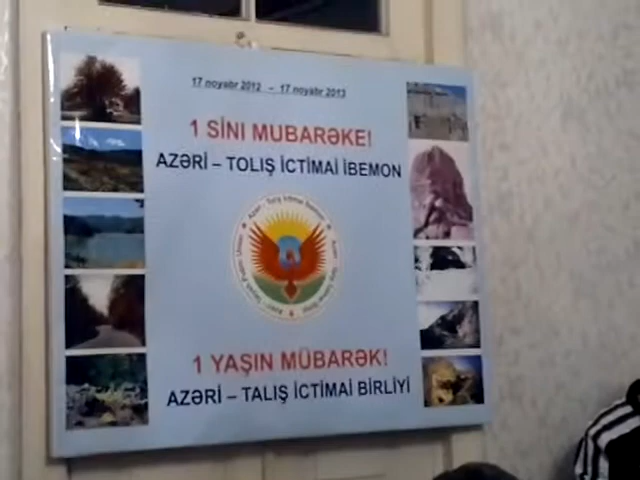 17 noyabr 2012 – 17 noyabr 2013
1 SİNI MUBARƏKE!
AZƏRİ – TOLIŞ İCTİMAI İBEMON
1 YAŞIN MÜBARƏK!
AZƏRİ – TALIŞ İCTİMAİ BİRLİYİ